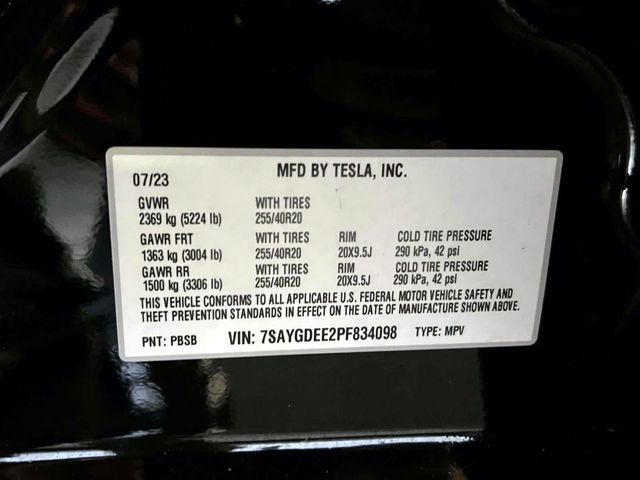 MFD BY TESLA, INC.
07/23
GVWR WITH TIRES
2369 kg (5224 lb) 255/40R20
GAWR FRT WITH TIRES RIM COLD TIRE PRESSURE
1363 kg (3004 lb) 255/40R20 20X9.5J 290 kPa, 42 psi
GAWR RR WITH TIRES RIM COLD TIRE PRESSURE
1500 kg (3306 lb) 255/40R20 20X9.5J 290 kPa, 42 psi
THIS VEHICLE CONFORMS TO ALL APPLICABLE U.S. FEDERAL MOTOR VEHICLE SAFETY AND
THEFT PREVENTION STANDARDS IN EFFECT ON THE DATE OF MANUFACTURE SHOWN ABOVE.
PNT: PBSB VIN: 7SAYGDEE2PF834098 TYPE: MPV